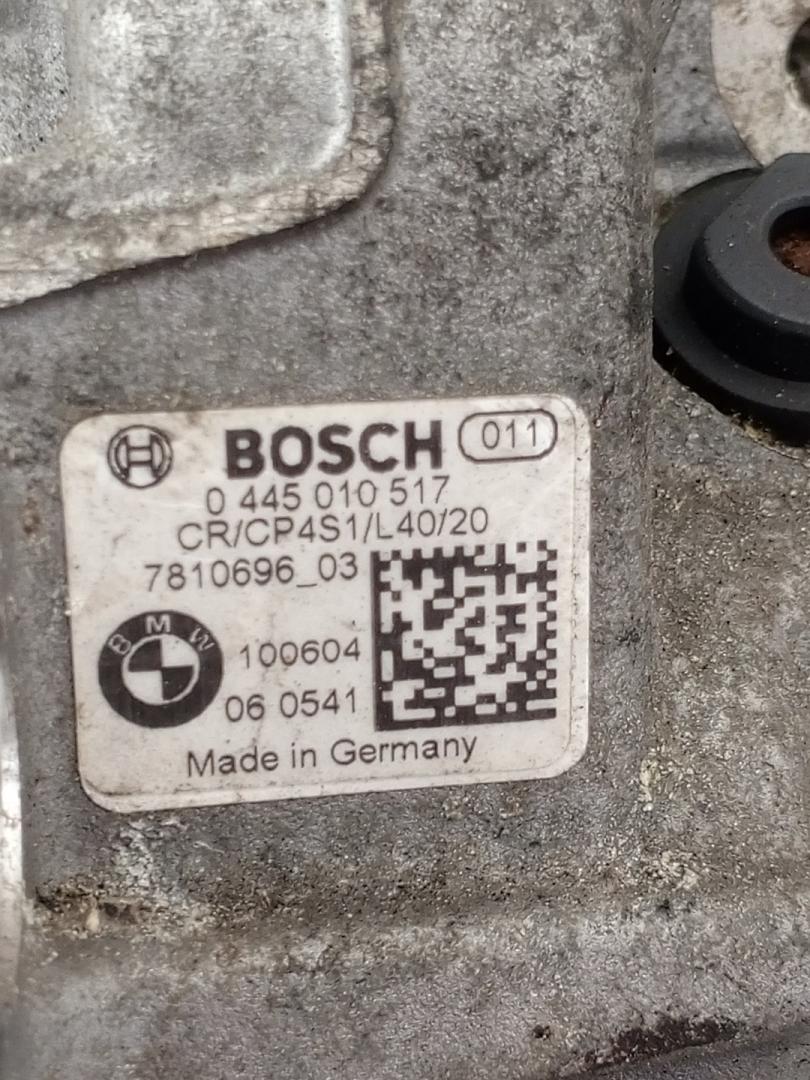 BOSCH 011
0 445 010 517
CR/CP4S1/L40/20
7810696_03
BMW
100604
06 0541
Made in Germany